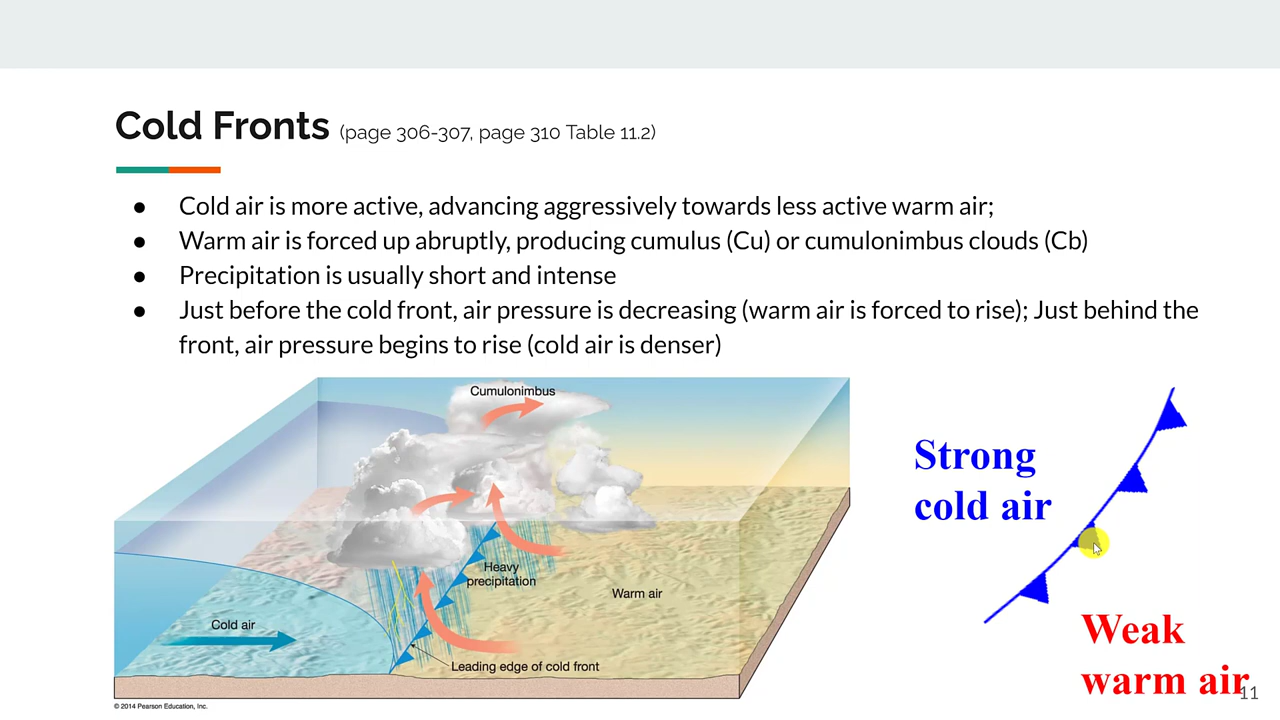 Cold Fronts (page 306-307, page 310 Table 11.2)
● Cold air is more active, advancing aggressively towards less active warm air;
● Warm air is forced up abruptly, producing cumulus (Cu) or cumulonimbus clouds (Cb)
● Precipitation is usually short and intense
● Just before the cold front, air pressure is decreasing (warm air is forced to rise); Just behind the
front, air pressure begins to rise (cold air is denser)
Cumulonimbus
Heavy
precipitation
Warm air
Cold air
Leading edge of cold front
© 2014 Pearson Education, Inc.
Strong
cold air
Weak
warm air
11